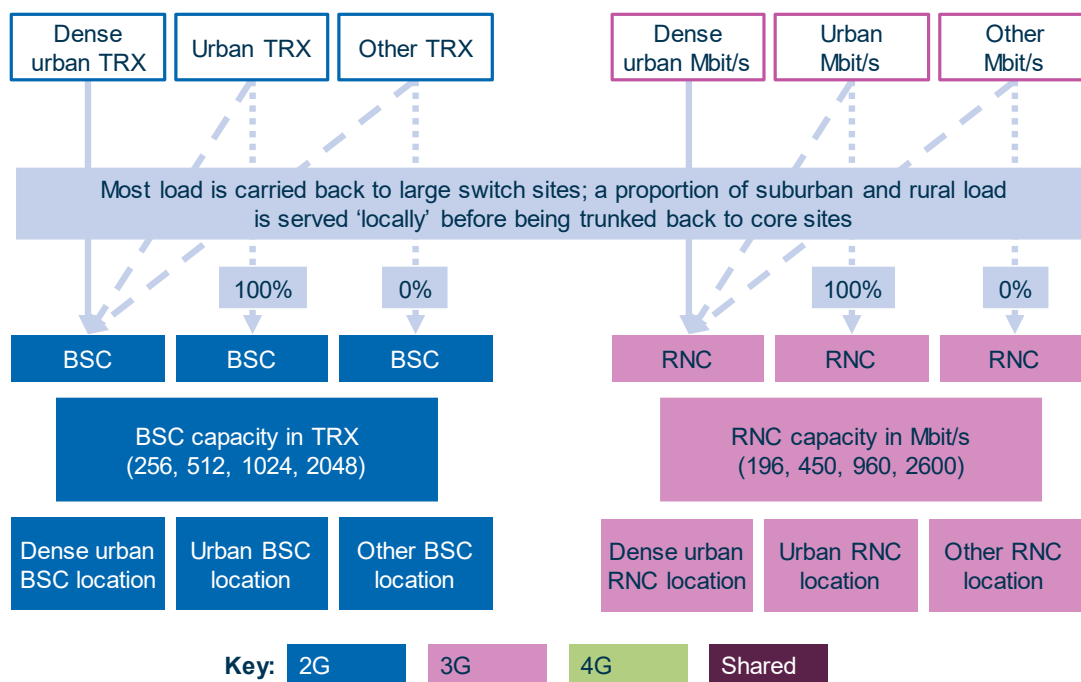 Dense
urban TRX
Urban TRX
Other TRX
Dense
urban Mbit/s
Urban
Mbit/s
Other
Mbit/s
Most load is carried back to large switch sites; a proportion of suburban and rural load
is served ‘locally’ before being trunked back to core sites
100%
0%
100%
0%
BSC
BSC
BSC
RNC
RNC
RNC
BSC capacity in TRX
(256, 512, 1024, 2048)
RNC capacity in Mbit/s
(196, 450, 960, 2600)
Dense urban
BSC location
Urban BSC
location
Other BSC
location
Dense urban
RNC location
Urban RNC
location
Other RNC
location
Key:
2G
3G
4G
Shared